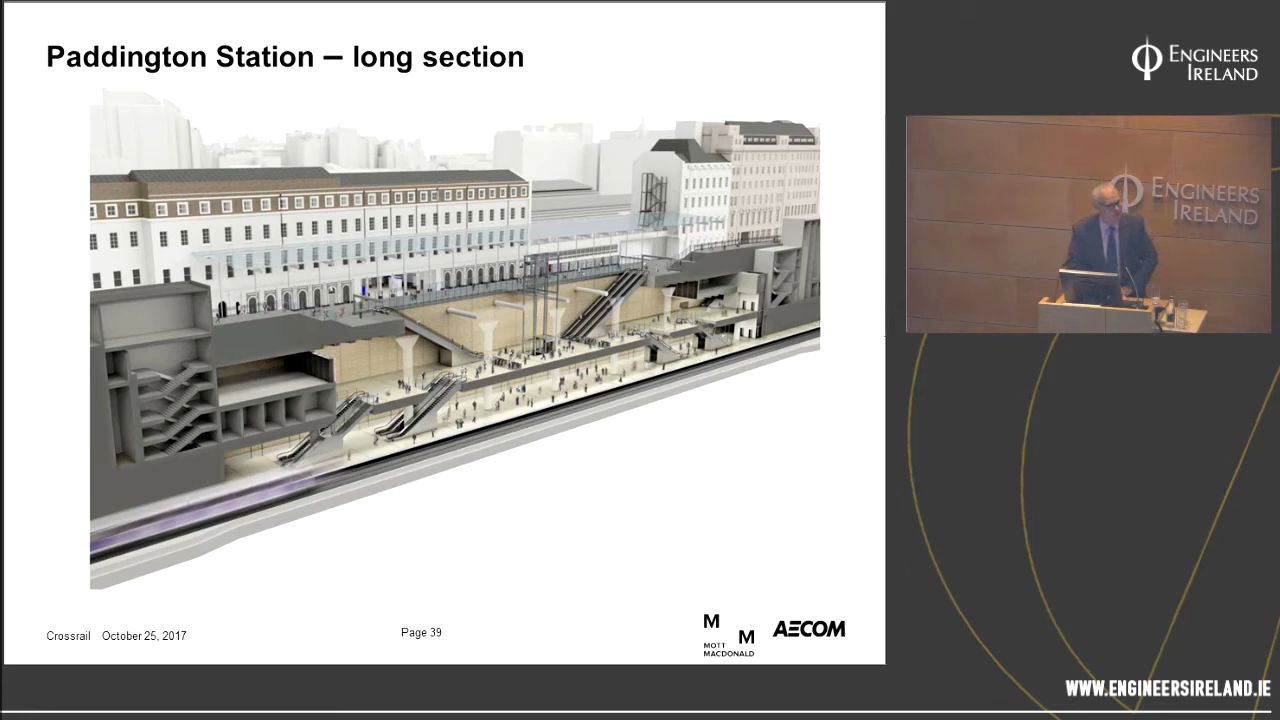 Paddington Station – long section
Crossrail October 25, 2017
Page 39
M
M
MOTT
MACDONALD
AECOM
ENGINEERS
IRELAND
ENGINEERS
IRELAND
WWW.ENGINEERSIRELAND.IE